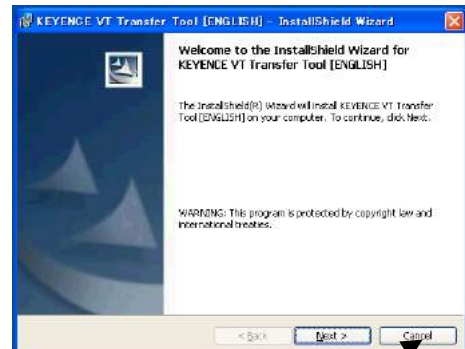 KEYENCE VT Transfer Tool [ENGLISH] - InstallShield Wizard
Welcome to the InstallShield Wizard for
KEYENCE VT Transfer Tool [ENGLISH]
The InstallShield(R) Wizard will install KEYENCE VT Transfer
Tool [ENGLISH] on your computer. To continue, click Next.
WARNING: This program is protected by copyright law and
international treaties.
< Back
Next >
Cancel